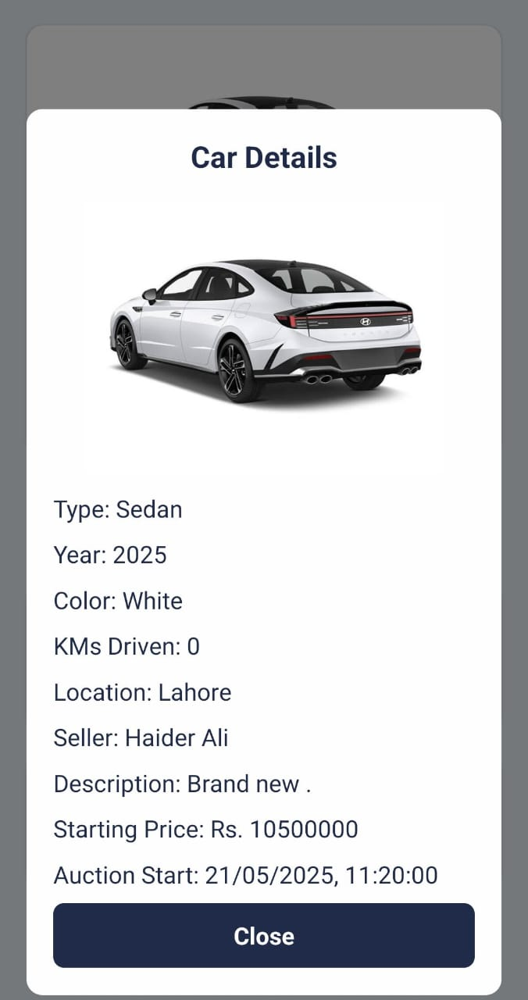 Car Details
Type: Sedan
Year: 2025
Color: White
KMs Driven: 0
Location: Lahore
Seller: Haider Ali
Description: Brand new .
Starting Price: Rs. 10500000
Auction Start: 21/05/2025, 11:20:00
Close